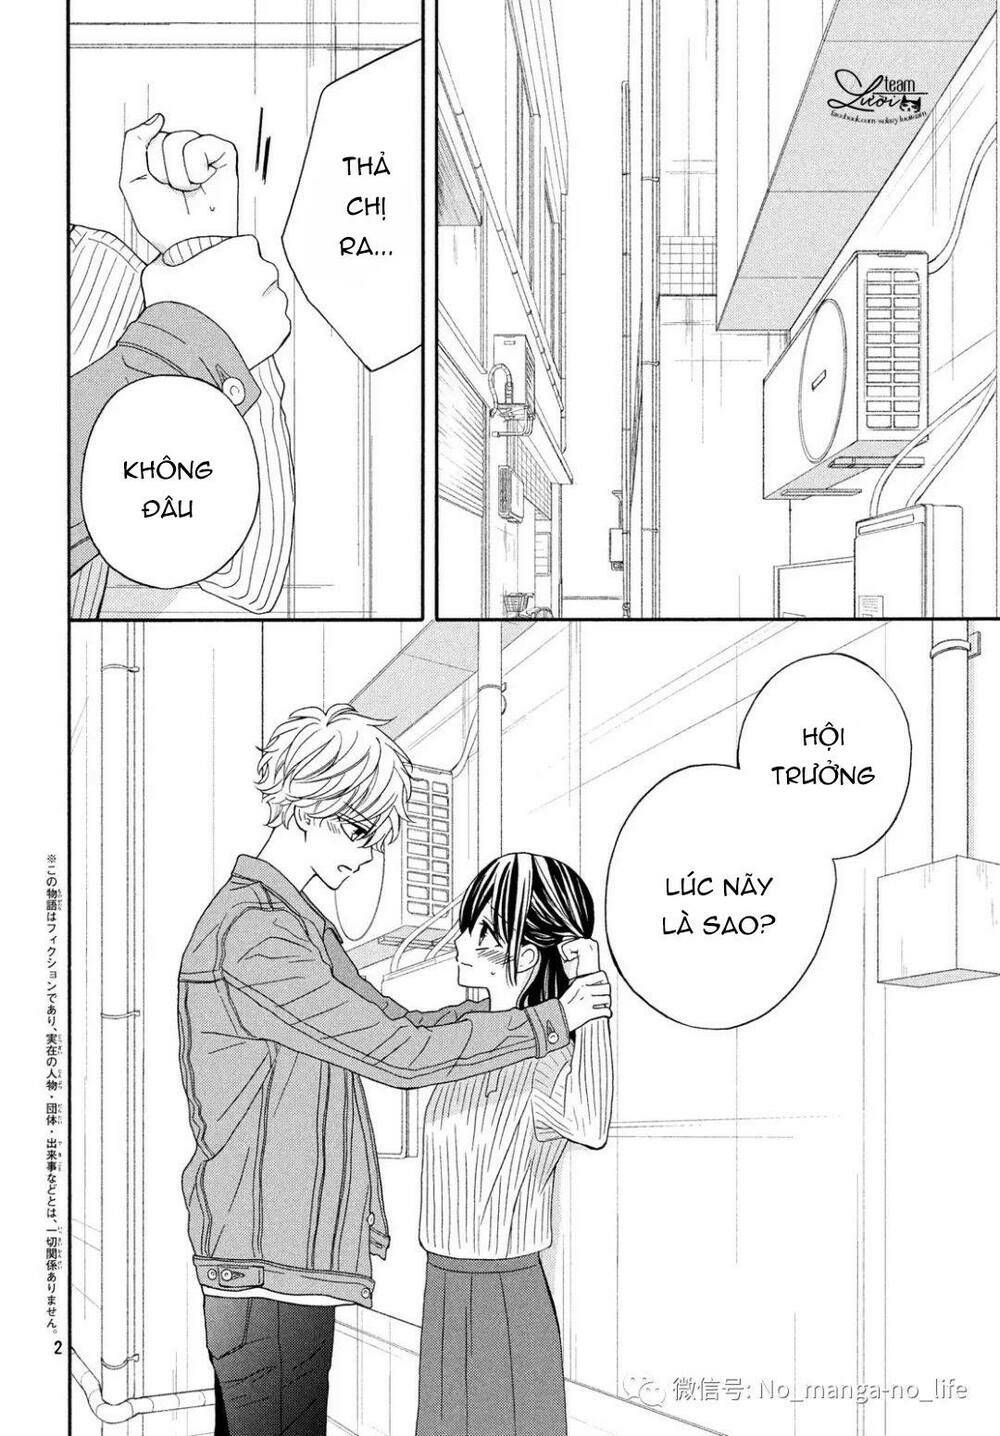 team
Lười
THẢ
CHỊ
RA...
KHÔNG
ĐÂU
HỘI
TRƯỞNG
LÚC NÃY
LÀ SAO?
※この物語はフィクションであり、実在の人物・団体・出来事などとは、一切関係ありません。
2
微信号: No_manga-no_life